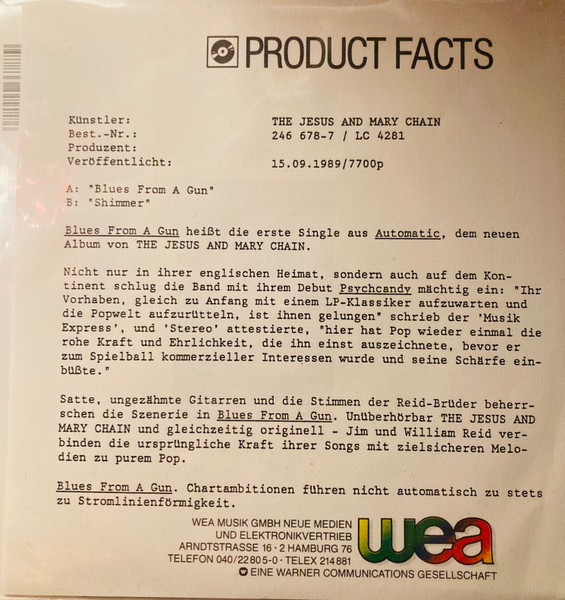 PRODUCT FACTS
Künstler: THE JESUS AND MARY CHAIN
Best.-Nr.: 246 678-7 / LC 4281
Produzent:
Veröffentlicht: 15.09.1989/7700p
A: "Blues From A Gun"
B: "Shimmer"
Blues From A Gun heißt die erste Single aus Automatic, dem neuen
Album von THE JESUS AND MARY CHAIN.
Nicht nur in ihrer englischen Heimat, sondern auch auf dem Kon-
tinent schlug die Band mit ihrem Debut Psychcandy mächtig ein: "Ihr
Vorhaben, gleich zu Anfang mit einem LP-Klassiker aufzuwarten und
die Popwelt aufzurütteln, ist ihnen gelungen" schrieb der 'Musik
Express', und 'Stereo' attestierte, "hier hat Pop wieder einmal die
rohe Kraft und Ehrlichkeit, die ihn einst auszeichnete, bevor er
zum Spielball kommerzieller Interessen wurde und seine Schärfe ein-
büßte."
Satte, ungezähmte Gitarren und die Stimmen der Reid-Brüder beherr-
schen die Szenerie in Blues From A Gun. Unüberhörbar THE JESUS AND
MARY CHAIN und gleichzeitig originell - Jim und William Reid ver-
binden die ursprüngliche Kraft ihrer Songs mit zielsicheren Melo-
dien zu purem Pop.
Blues From A Gun. Chartambitionen führen nicht automatisch zu stets
zu Stromlinienförmigkeit.
WEA MUSIK GMBH NEUE MEDIEN
UND ELEKTRONIKVERTRIEB
ARNDTSTRASSE 16 · 2 HAMBURG 76
TELEFON 040/22805-0 · TELEX 214881
EINE WARNER COMMUNICATIONS GESELLSCHAFT
wea